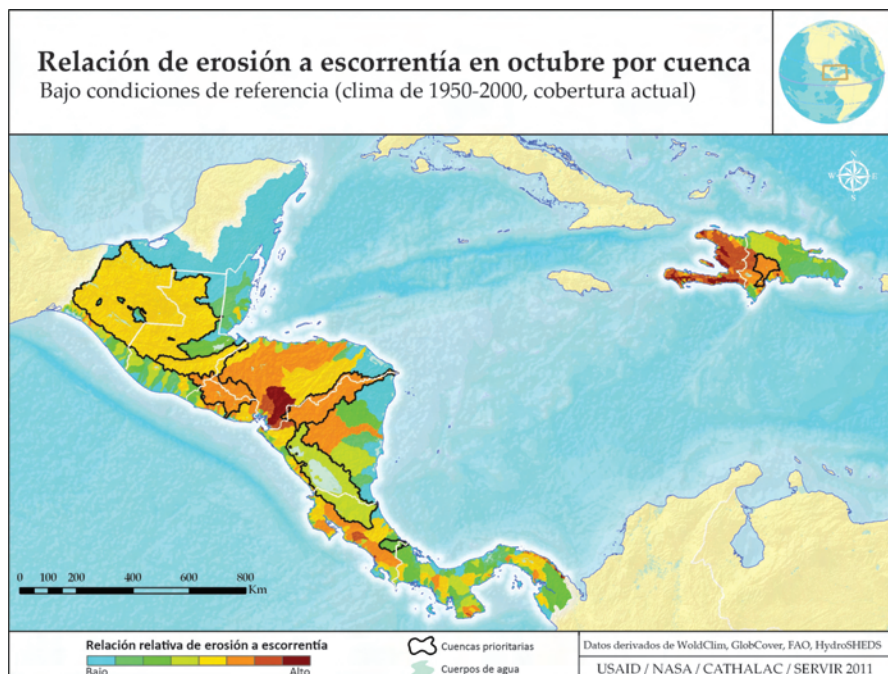 Relación de erosión a escorrentía en octubre por cuenca
Bajo condiciones de referencia (clima de 1950-2000, cobertura actual)
N
W E
S
0 100 200 400 600 800
Km
Relación relativa de erosión a escorrentía
Bajo Alto
Cuencas prioritarias
Cuerpos de agua
Datos derivados de WoldClim, GlobCover, FAO, HydroSHEDS
USAID / NASA / CATHALAC / SERVIR 2011